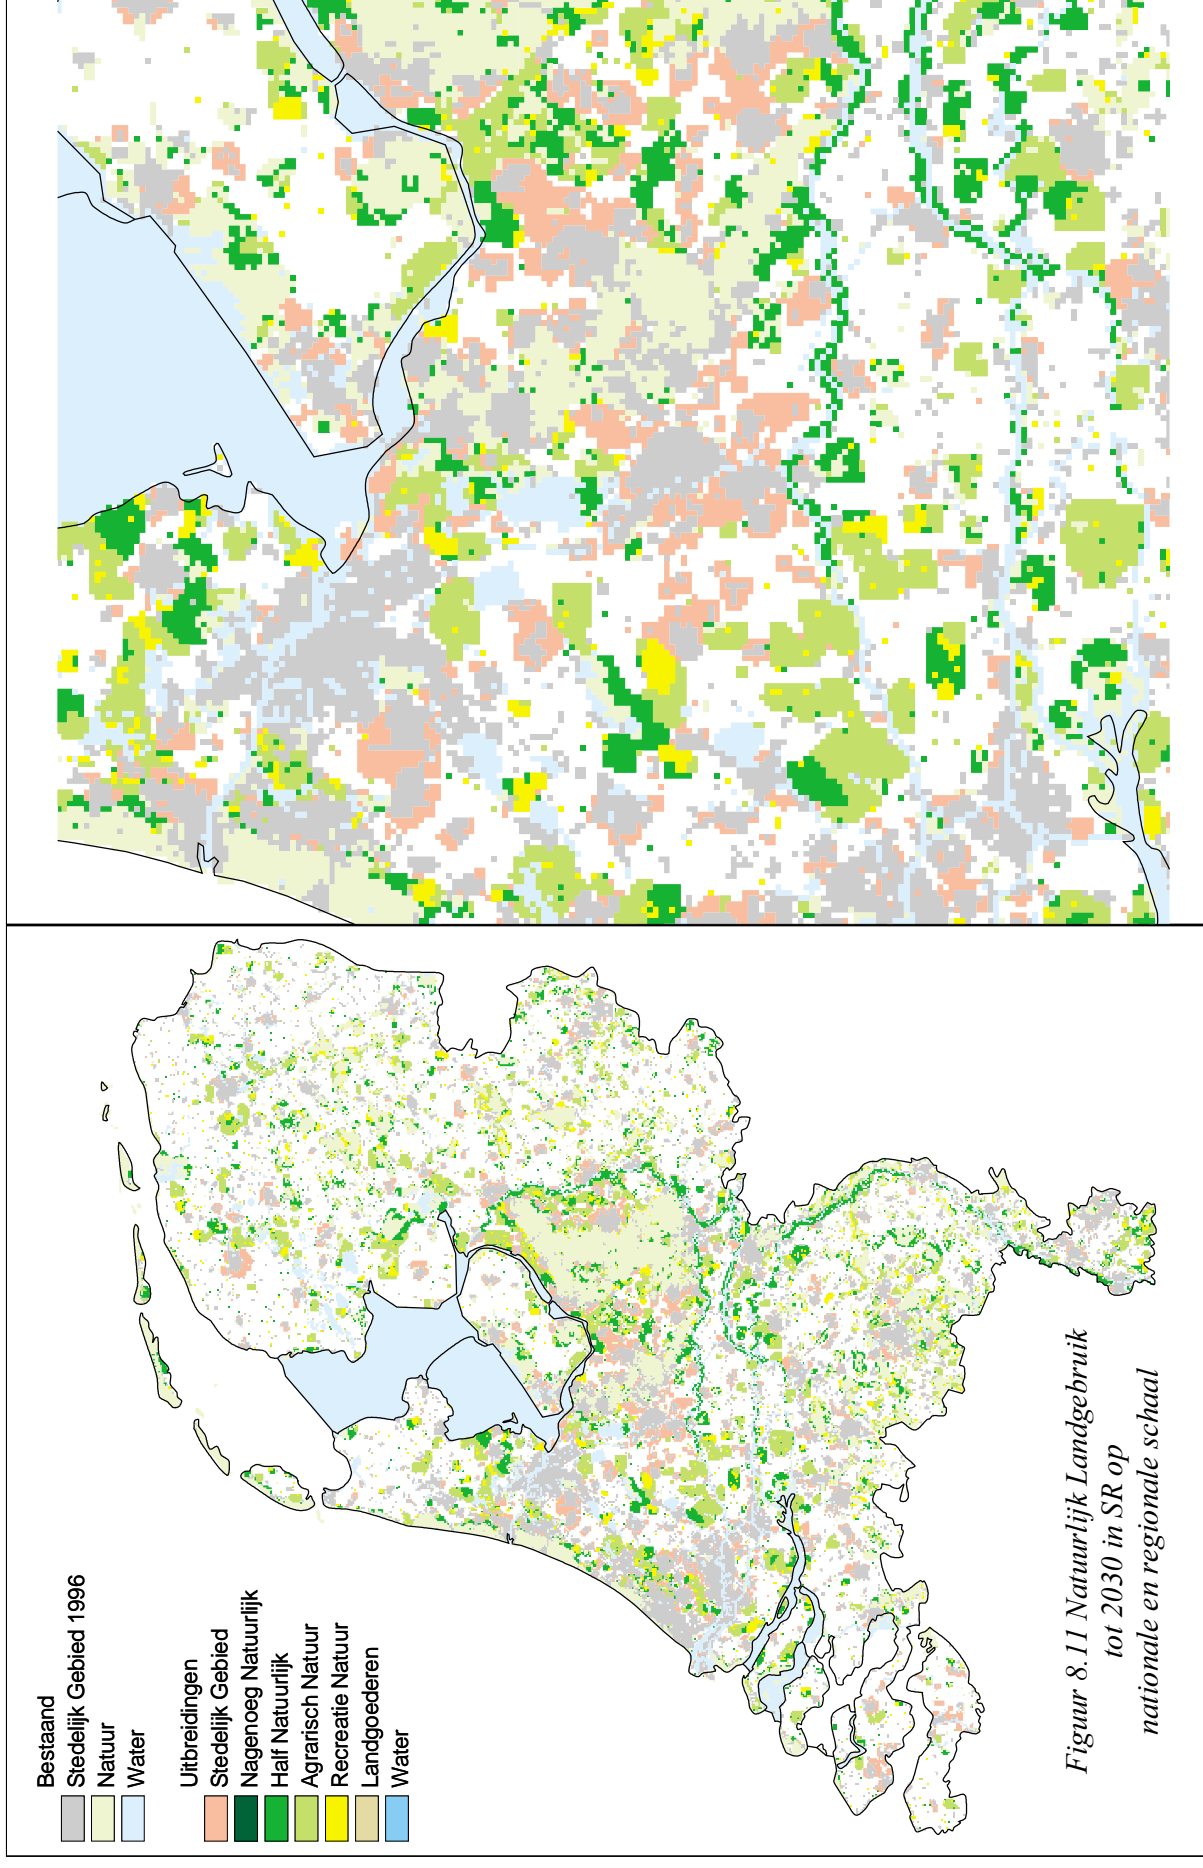 Bestaand
Stedelijk Gebied 1996
Natuur
Water
Uitbreidingen
Stedelijk Gebied
Nagenoeg Natuurlijk
Half Natuurlijk
Agrarisch Natuur
Recreatie Natuur
Landgoederen
Water
Figuur 8.11 Natuurlijk Landgebruik
tot 2030 in SR op
nationale en regionale schaal